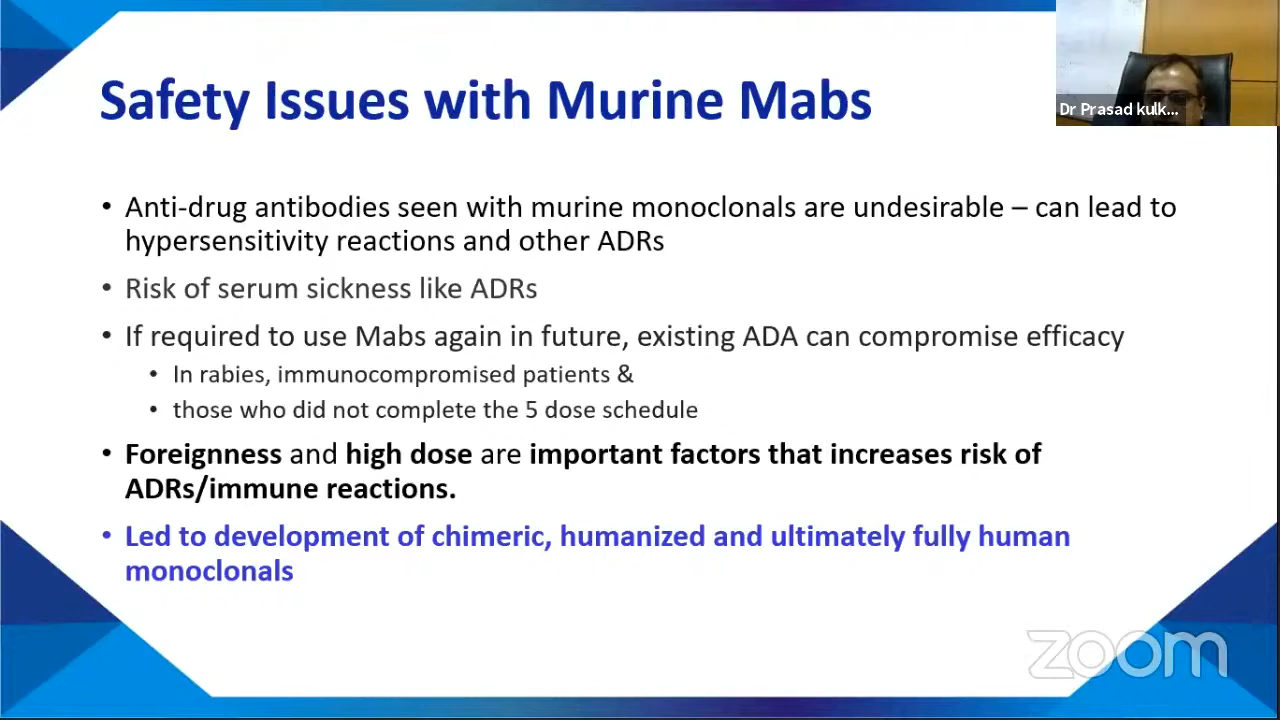 Safety Issues with Murine Mabs
Dr Prasad kulk...
• Anti-drug antibodies seen with murine monoclonals are undesirable – can lead to
hypersensitivity reactions and other ADRs
• Risk of serum sickness like ADRs
• If required to use Mabs again in future, existing ADA can compromise efficacy
• In rabies, immunocompromised patients &
• those who did not complete the 5 dose schedule
• Foreignness and high dose are important factors that increases risk of
ADRs/immune reactions.
• Led to development of chimeric, humanized and ultimately fully human
monoclonals
zoom